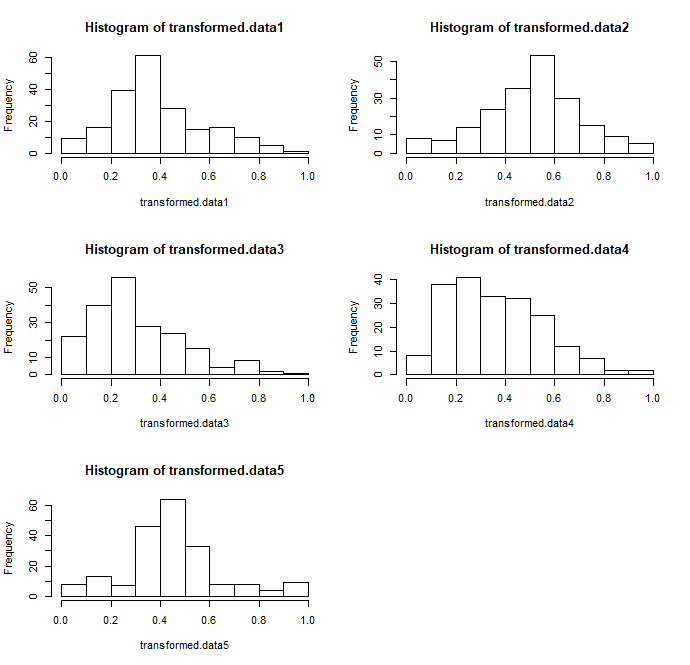 Histogram of transformed.data1
Frequency
0 20 40 60
0.0 0.2 0.4 0.6 0.8 1.0
transformed.data1
Histogram of transformed.data2
Frequency
10 30 50
0.0 0.2 0.4 0.6 0.8 1.0
transformed.data2
Histogram of transformed.data3
Frequency
10 30 50
0.0 0.2 0.4 0.6 0.8 1.0
transformed.data3
Histogram of transformed.data4
Frequency
0 10 20 30 40
0.0 0.2 0.4 0.6 0.8 1.0
transformed.data4
Histogram of transformed.data5
Frequency
0 20 40 60
0.0 0.2 0.4 0.6 0.8 1.0
transformed.data5